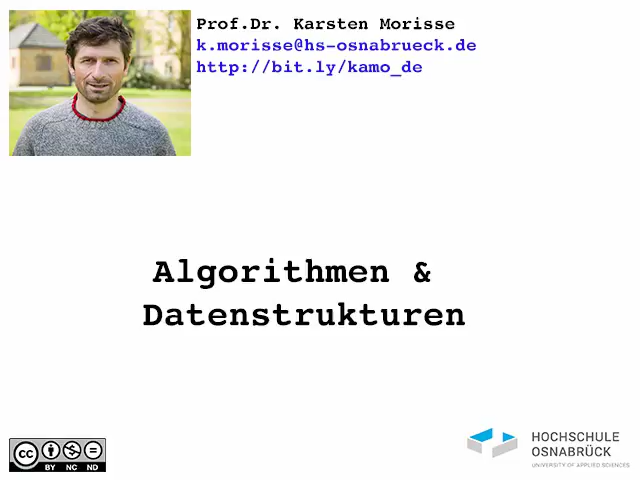 Prof.Dr. Karsten Morisse
k.morisse@hs-osnabrueck.de
http://bit.ly/kamo_de
Algorithmen &
Datenstrukturen
cc
BY NC ND
HOCHSCHULE
OSNABRÜCK
UNIVERSITY OF APPLIED SCIENCES